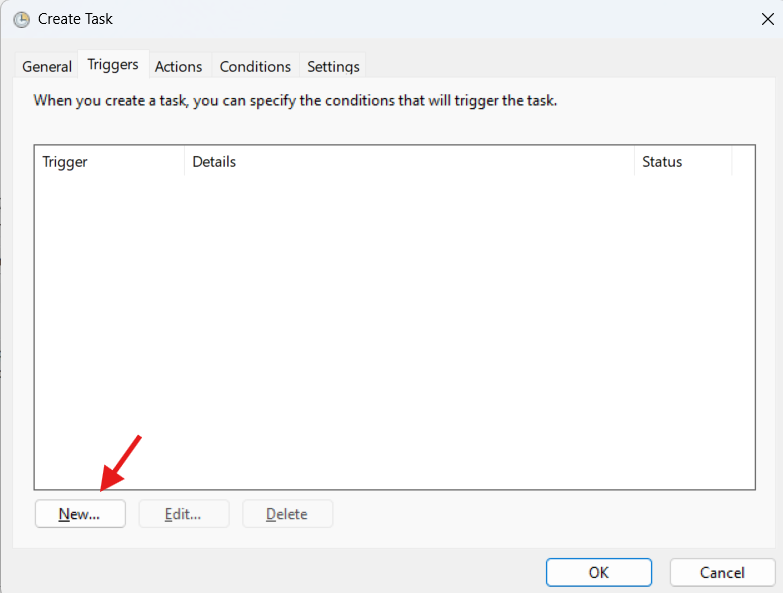 Create Task
General Triggers Actions Conditions Settings
When you create a task, you can specify the conditions that will trigger the task.
Trigger Details Status
New... Edit... Delete
OK Cancel